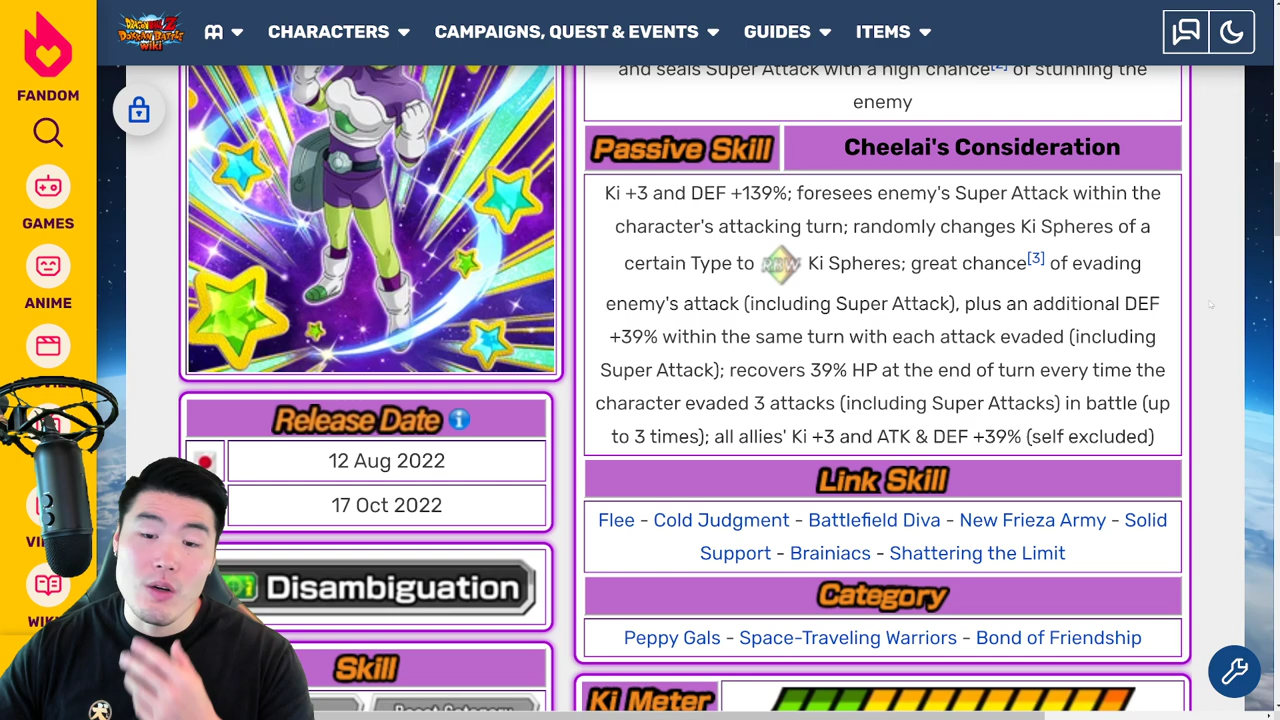 DRAGONBALL Z
DOKKAN BATTLE
WIKI
CHARACTERS
CAMPAIGNS, QUEST & EVENTS
GUIDES
ITEMS
FANDOM
GAMES
ANIME
and seals Super Attack with a high chance[2] of stunning the
enemy
Passive Skill
Cheelai's Consideration
Ki +3 and DEF +139%; foresees enemy's Super Attack within the
character's attacking turn; randomly changes Ki Spheres of a
certain Type to RBW Ki Spheres; great chance[3] of evading
enemy's attack (including Super Attack), plus an additional DEF
+39% within the same turn with each attack evaded (including
Super Attack); recovers 39% HP at the end of turn every time the
character evaded 3 attacks (including Super Attacks) in battle (up
to 3 times); all allies' Ki +3 and ATK & DEF +39% (self excluded)
Release Date
12 Aug 2022
17 Oct 2022
Disambiguation
Skill
Link Skill
Flee - Cold Judgment - Battlefield Diva - New Frieza Army - Solid
Support - Brainiacs - Shattering the Limit
Category
Peppy Gals - Space-Traveling Warriors - Bond of Friendship
Ki Meter